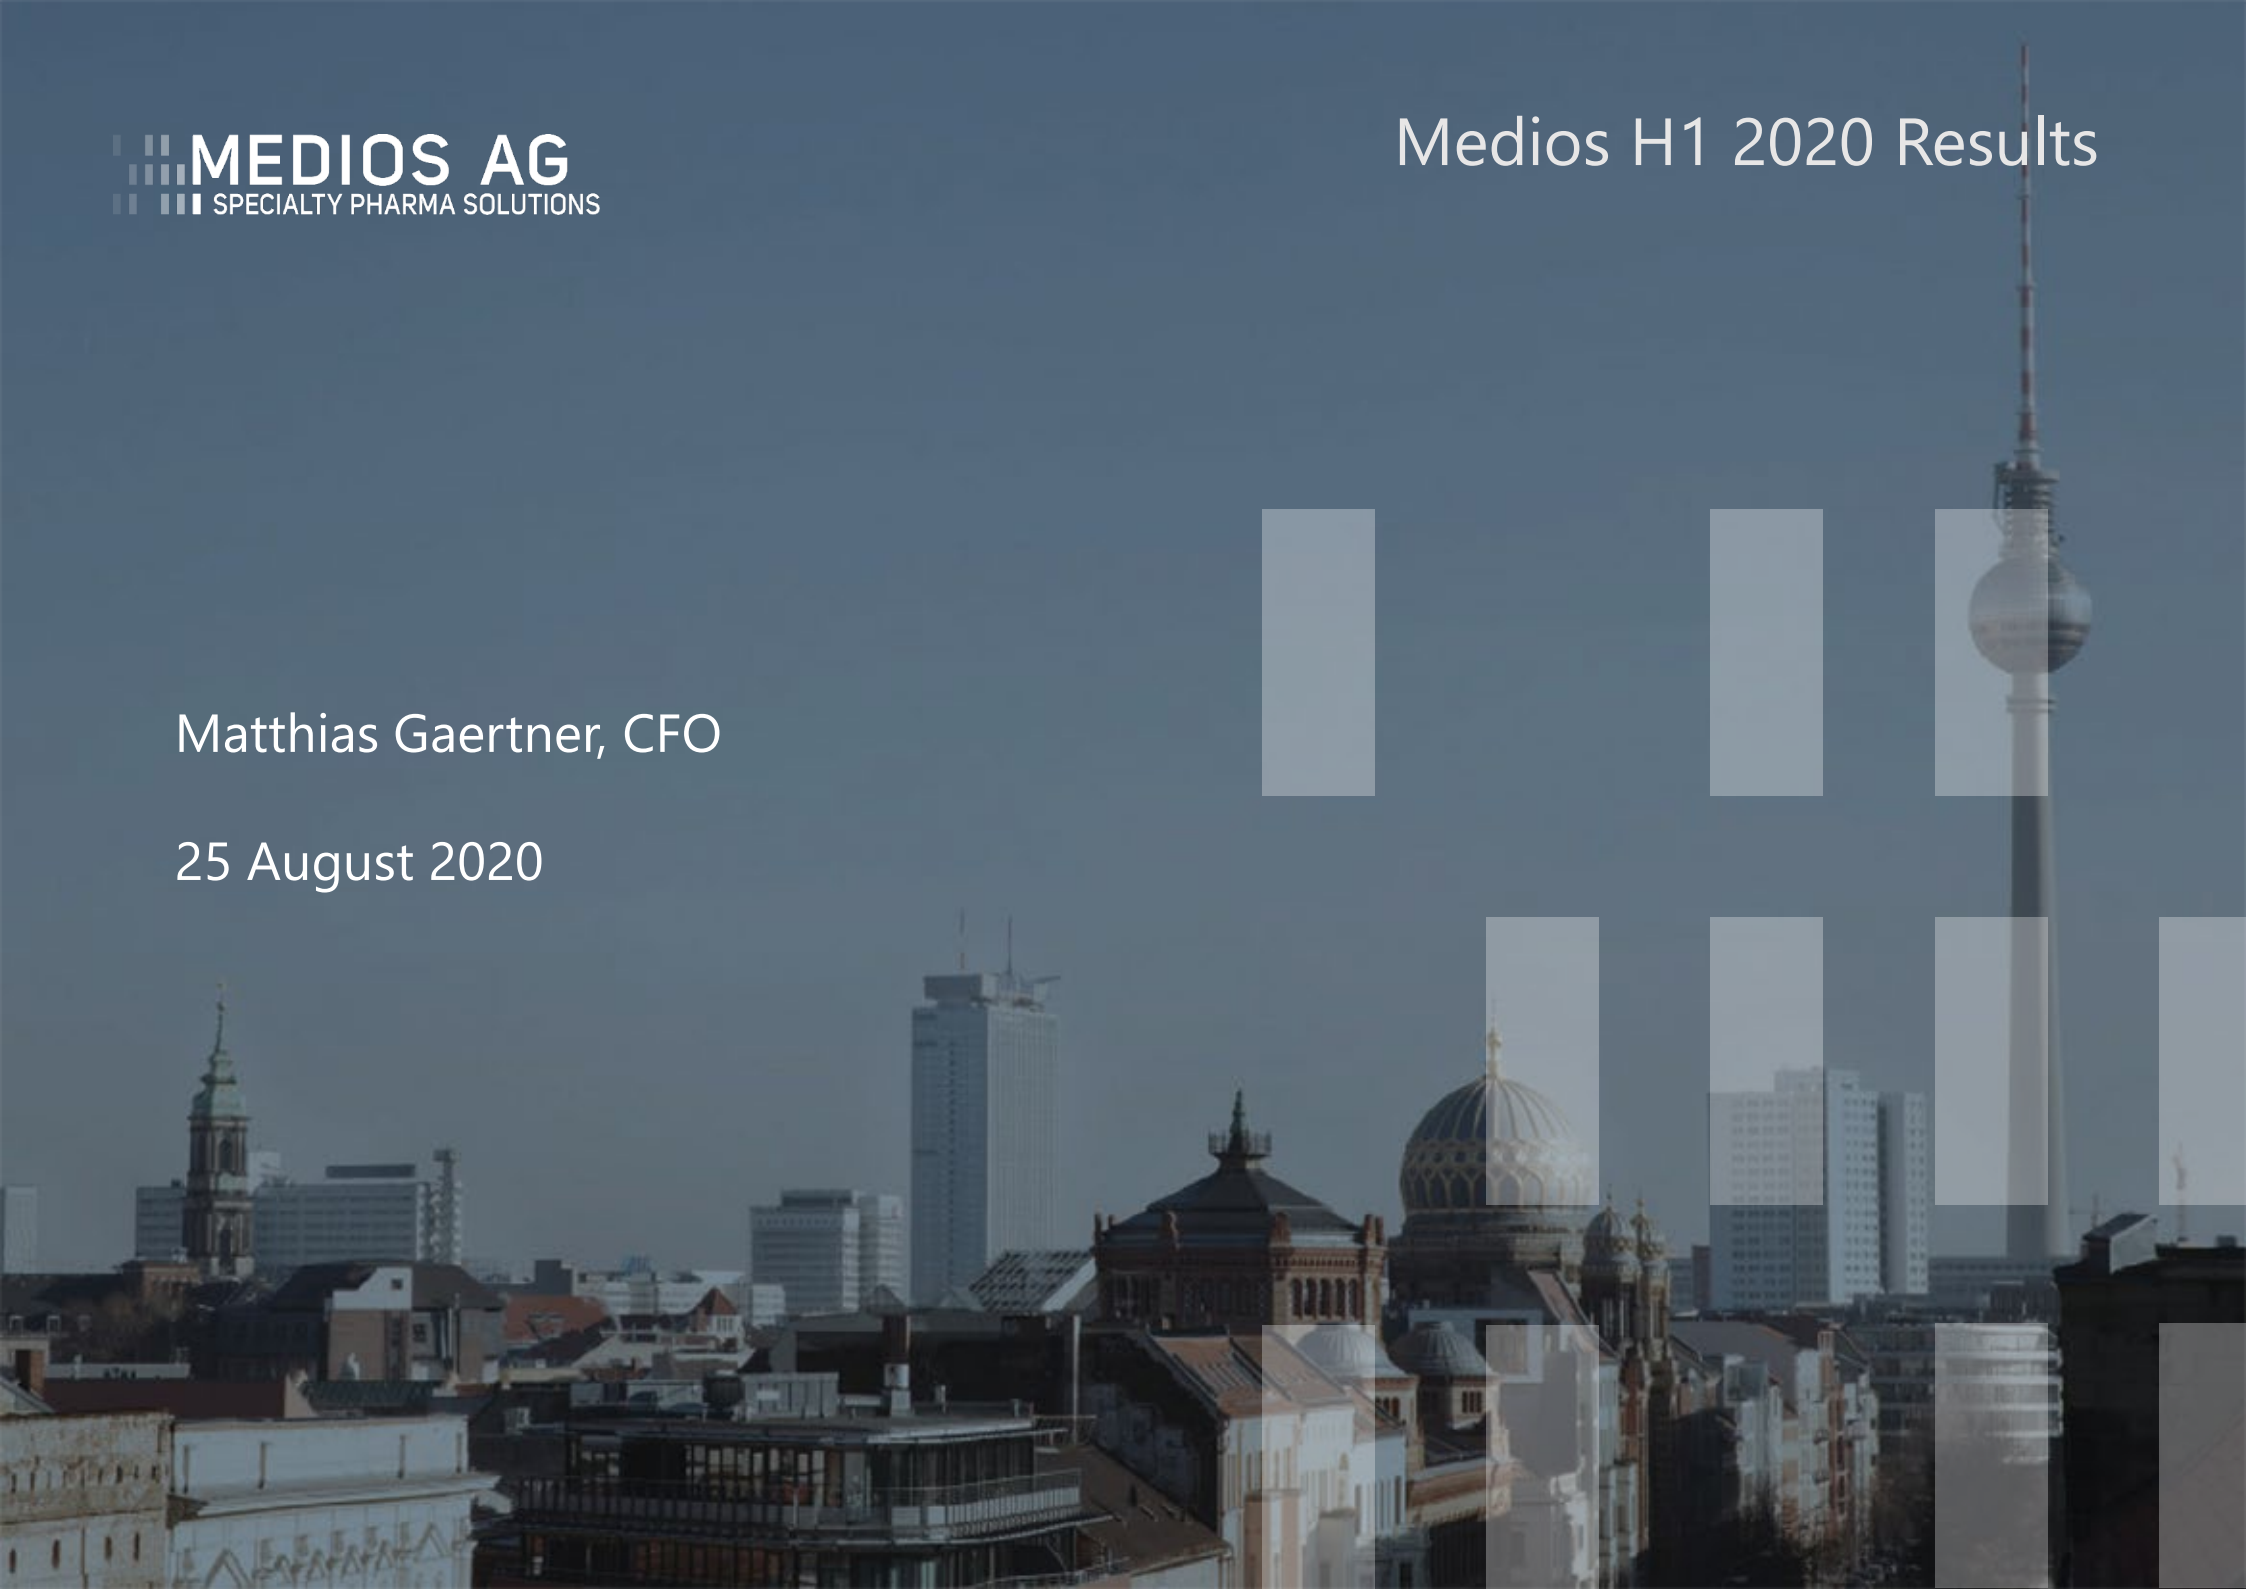 MEDIOS AG
SPECIALTY PHARMA SOLUTIONS
Medios H1 2020 Results
Matthias Gaertner, CFO
25 August 2020